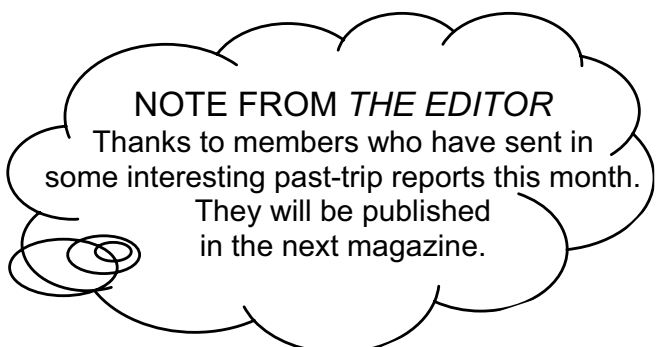 NOTE FROM THE EDITOR
Thanks to members who have sent in
some interesting past-trip reports this month.
They will be published
in the next magazine.